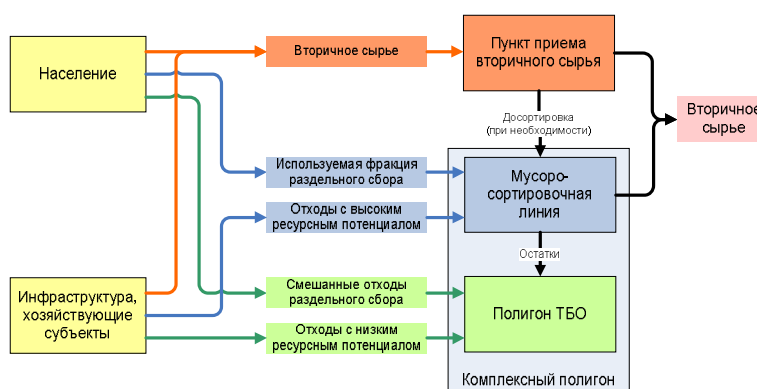 Население
Вторичное сырье
Пункт приема
вторичного сырья
Досортировка
(при необходимости)
Вторичное
сырье
Используемая фракция
раздельного сбора
Отходы с высоким
ресурсным потенциалом
Мусоро-
сортировочная
линия
Остатки
Инфраструктура,
хозяйствующие
субъекты
Смешанные отходы
раздельного сбора
Отходы с низким
ресурсным потенциалом
Полигон ТБО
Комплексный полигон